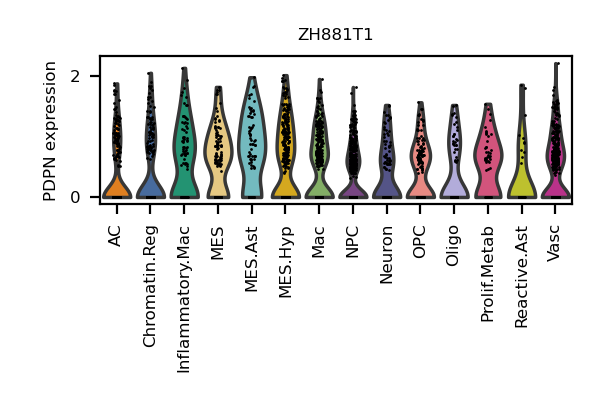 ZH881T1
PDPN expression
2
0
AC
Chromatin.Reg
Inflammatory.Mac
MES
MES.Ast
MES.Hyp
Mac
NPC
Neuron
OPC
Oligo
Prolif.Metab
Reactive.Ast
Vasc